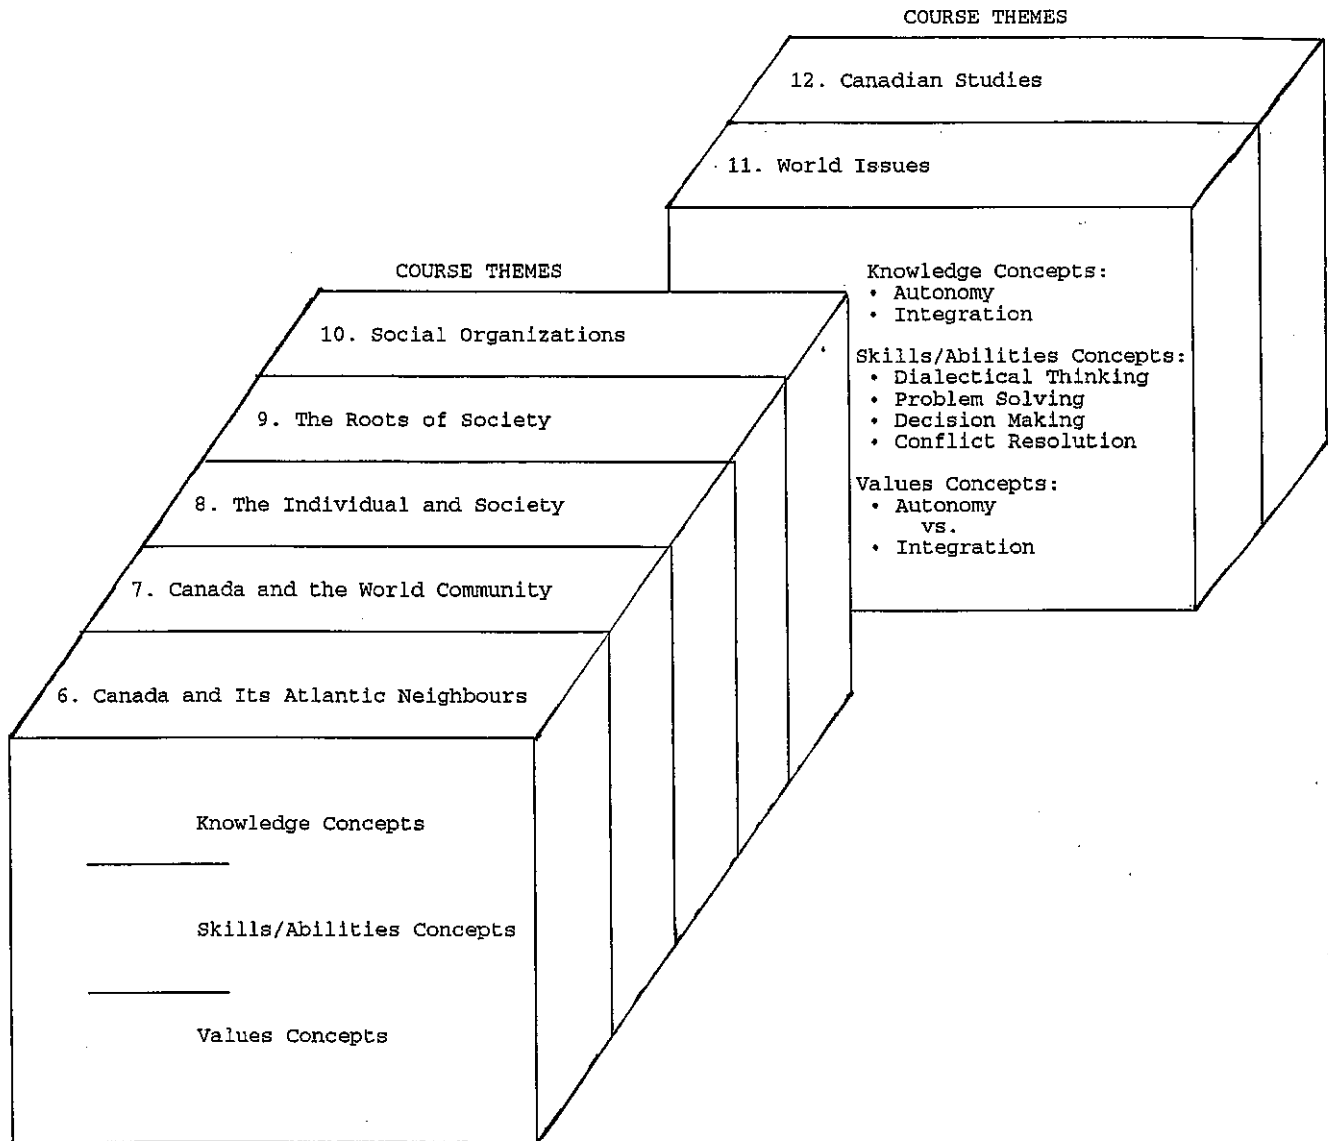 COURSE THEMES
12. Canadian Studies
11. World Issues
Knowledge Concepts:
• Autonomy
• Integration
Skills/Abilities Concepts:
• Dialectical Thinking
• Problem Solving
• Decision Making
• Conflict Resolution
Values Concepts:
• Autonomy
vs.
• Integration
COURSE THEMES
10. Social Organizations
9. The Roots of Society
8. The Individual and Society
7. Canada and the World Community
6. Canada and Its Atlantic Neighbours
Knowledge Concepts
Skills/Abilities Concepts
Values Concepts